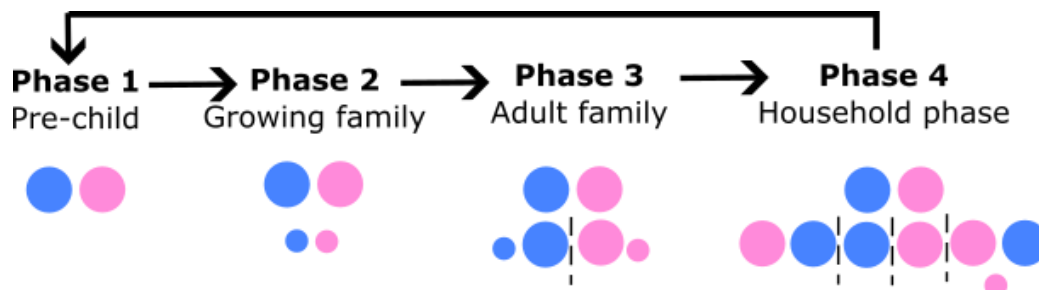 Phase 1
Pre-child
Phase 2
Growing family
Phase 3
Adult family
Phase 4
Household phase